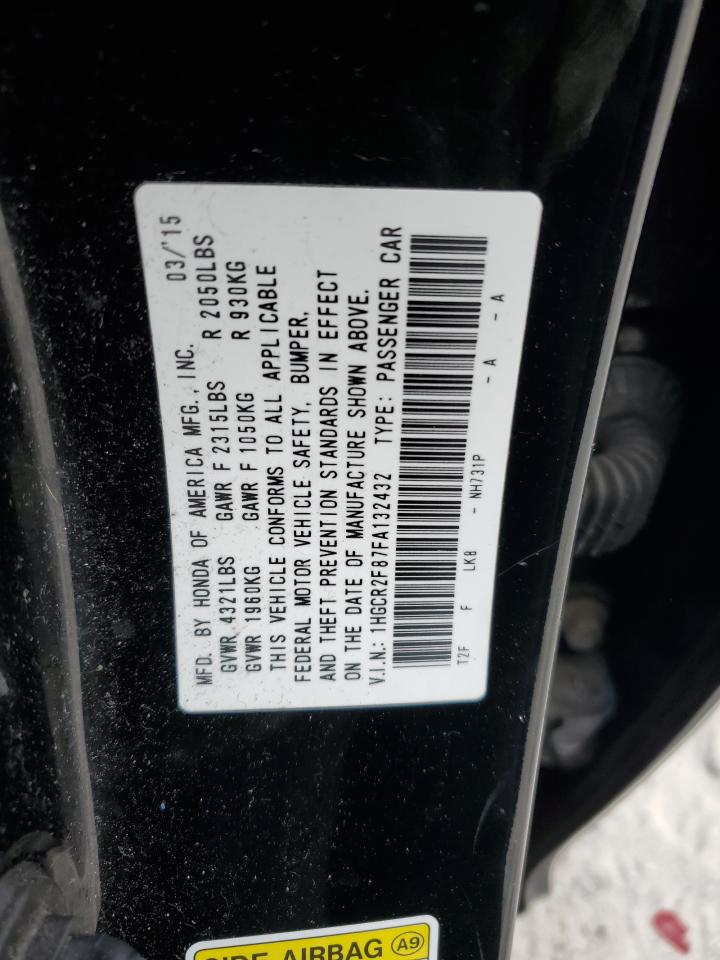 MFD. BY HONDA OF AMERICA MFG., INC. 03/'15
GVWR 4321LBS GAWR F 2315LBS R 2050LBS
GVWR 1960KG GAWR F 1050KG R 930KG
THIS VEHICLE CONFORMS TO ALL APPLICABLE
FEDERAL MOTOR VEHICLE SAFETY, BUMPER,
AND THEFT PREVENTION STANDARDS IN EFFECT
ON THE DATE OF MANUFACTURE SHOWN ABOVE.
V.I.N.: 1HGCR2F87FA132432 TYPE: PASSENGER CAR
T2F F LK8 - NH731P - A - A
SIDE AIRBAG A9